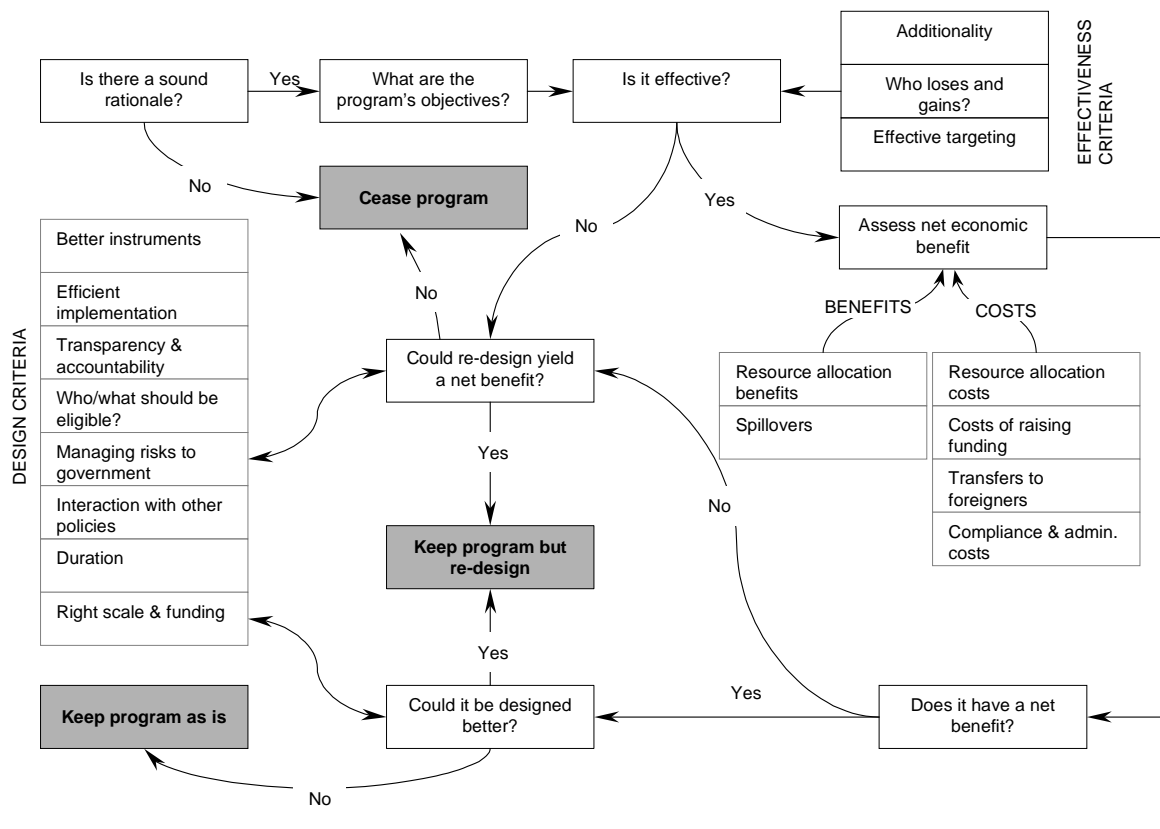 Additionality
Is there a sound
rationale?
Yes
What are the
program's objectives?
Is it effective?
Who loses and
gains?
Effective targeting
EFFECTIVENESS
CRITERIA
No
Cease program
Yes
No
Assess net economic
benefit
DESIGN CRITERIA
Better instruments
Efficient
implementation
Transparency &
accountability
Who/what should be
eligible?
Managing risks to
government
Interaction with other
policies
Duration
Right scale & funding
No
Could re-design yield
a net benefit?
BENEFITS
COSTS
Resource allocation
benefits
Spillovers
Resource allocation
costs
Costs of raising
funding
Transfers to
foreigners
Compliance & admin.
costs
Yes
No
Keep program but
re-design
Yes
Keep program as is
Could it be designed
better?
Yes
Does it have a net
benefit?
No